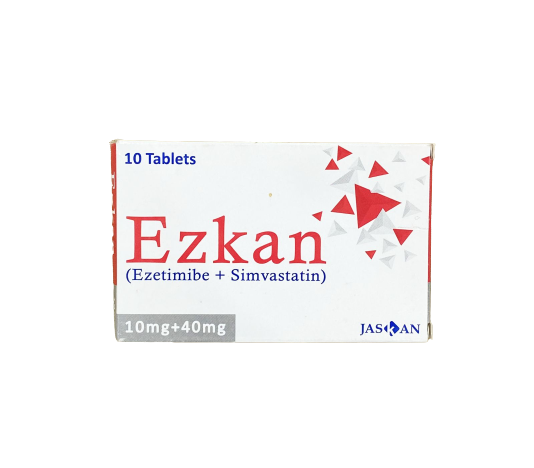 10 Tablets
Ezkan
(Ezetimibe + Simvastatin)
10mg+40mg
JASKAN